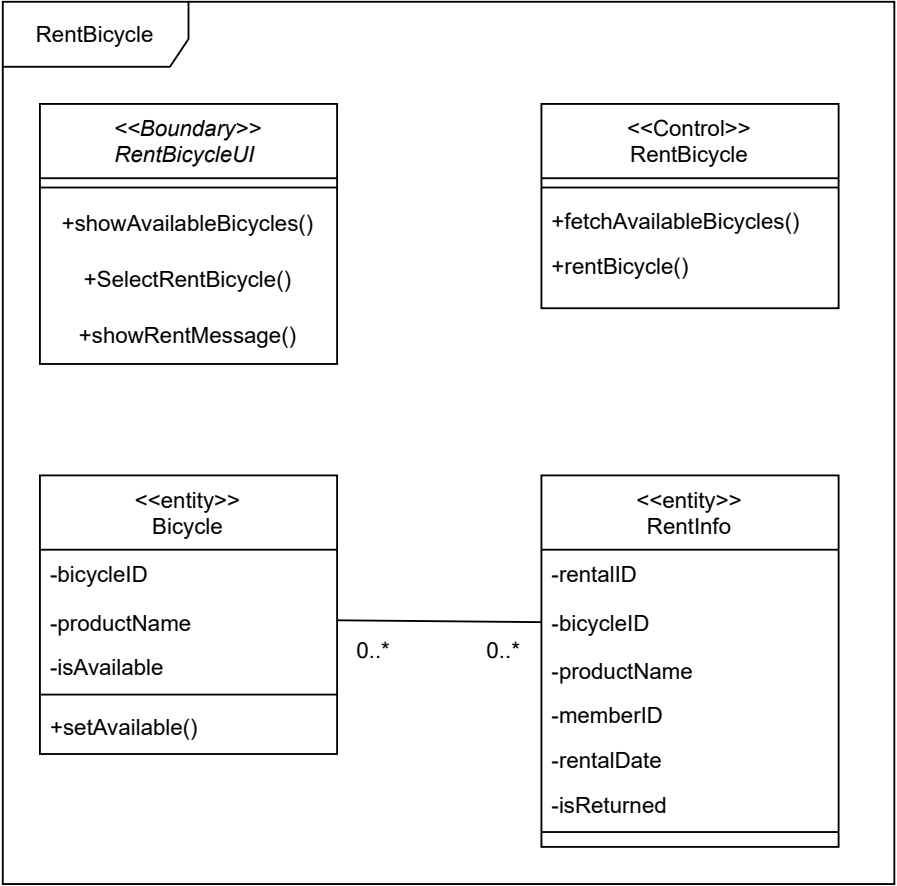 RentBicycle
<<Boundary>>
RentBicycleUI
+showAvailableBicycles()
+SelectRentBicycle()
+showRentMessage()
<<Control>>
RentBicycle
+fetchAvailableBicycles()
+rentBicycle()
<<entity>>
Bicycle
-bicycleID
-productName
-isAvailable
+setAvailable()
0..*
0..*
<<entity>>
RentInfo
-rentalID
-bicycleID
-productName
-memberID
-rentalDate
-isReturned